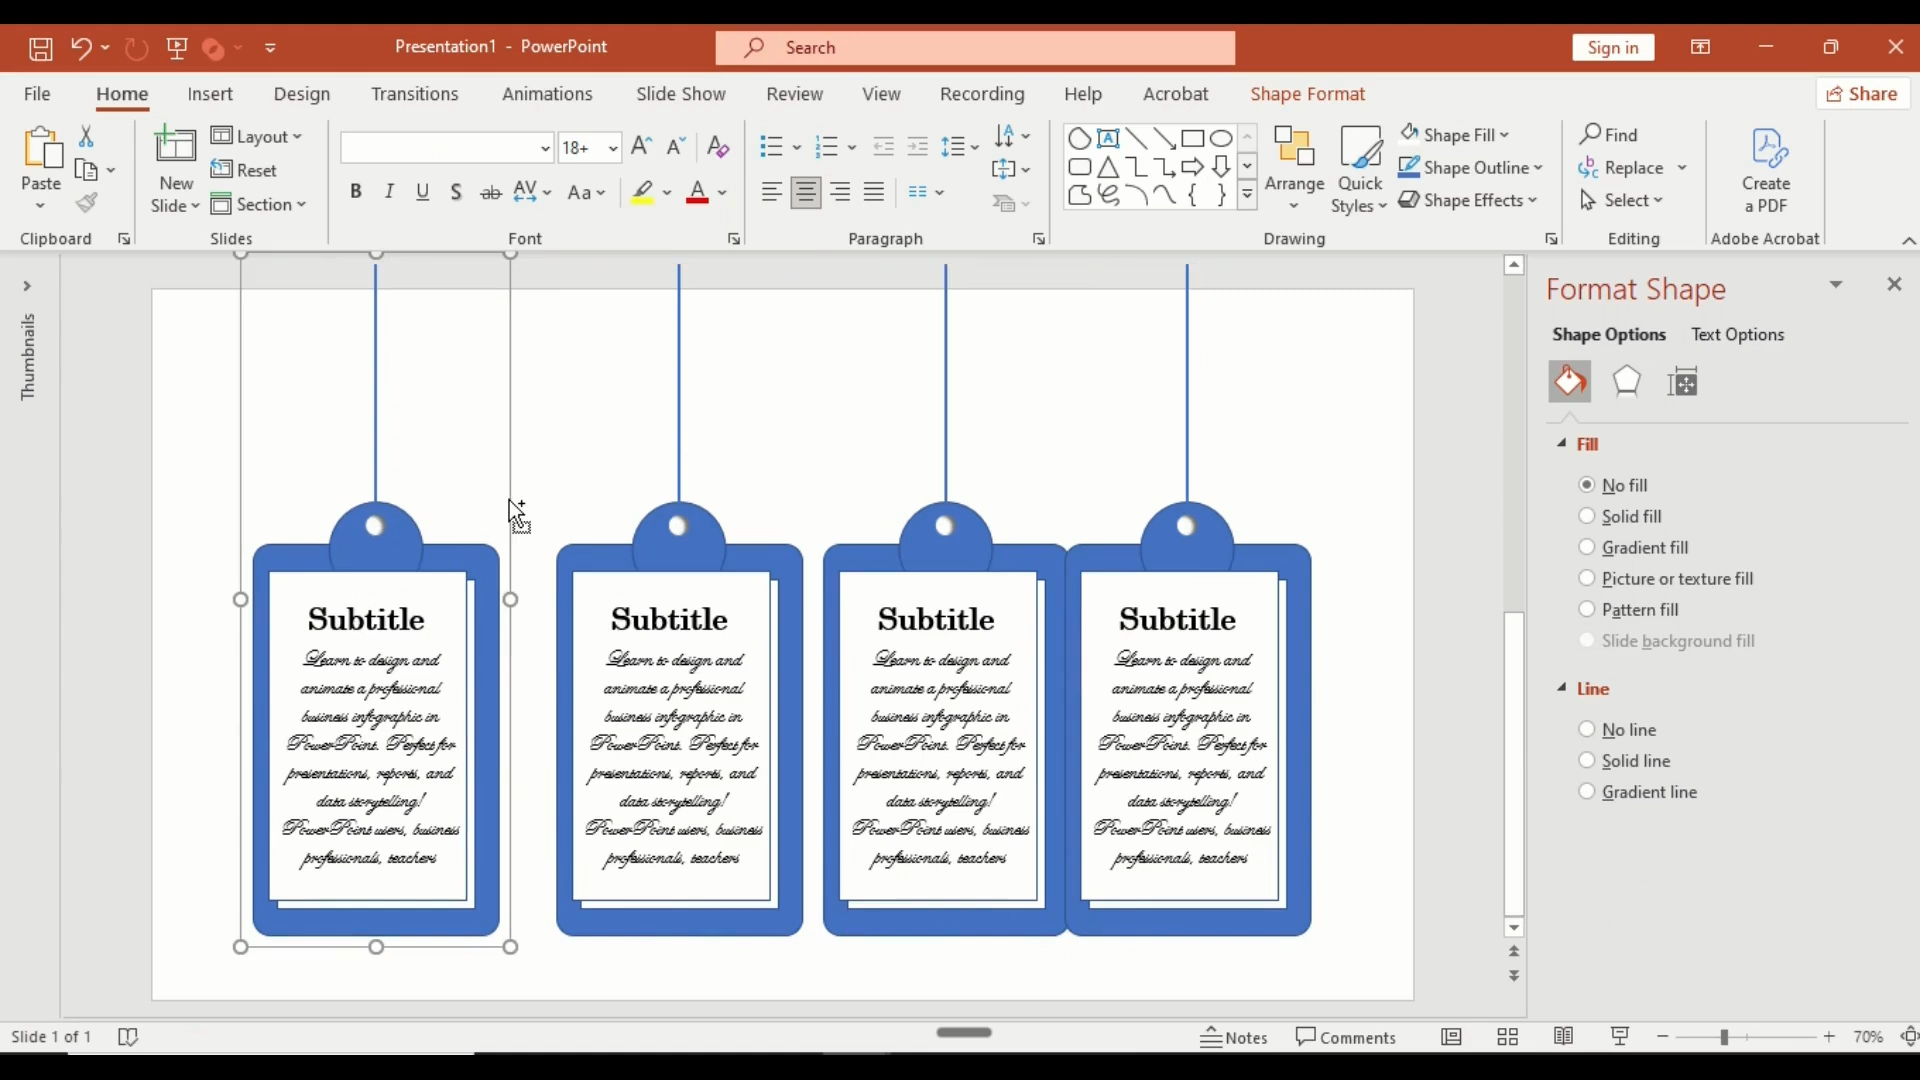 Presentation1 - PowerPoint
Search
Sign in
File Home Insert Design Transitions Animations Slide Show Review View Recording Help Acrobat Shape Format
Share
Paste
New Slide
Layout
Reset
Section
18+
B I U S ab AV Aa A
Arrange
Quick Styles
Shape Fill
Shape Outline
Shape Effects
Find
Replace
Select
Create a PDF
Clipboard Slides Font Paragraph Drawing Editing Adobe Acrobat
Thumbnails
Subtitle
Learn to design and
animate a professional
business infographic in
PowerPoint. Perfect for
presentations, reports, and
data storytelling!
PowerPoint users, business
professionals, teachers
Subtitle
Learn to design and
animate a professional
business infographic in
PowerPoint. Perfect for
presentations, reports, and
data storytelling!
PowerPoint users, business
professionals, teachers
Subtitle
Learn to design and
animate a professional
business infographic in
PowerPoint. Perfect for
presentations, reports, and
data storytelling!
PowerPoint users, business
professionals, teachers
Subtitle
Learn to design and
animate a professional
business infographic in
PowerPoint. Perfect for
presentations, reports, and
data storytelling!
PowerPoint users, business
professionals, teachers
Format Shape
Shape Options Text Options
Fill
No fill
Solid fill
Gradient fill
Picture or texture fill
Pattern fill
Slide background fill
Line
No line
Solid line
Gradient line
Slide 1 of 1
Notes
Comments
70%